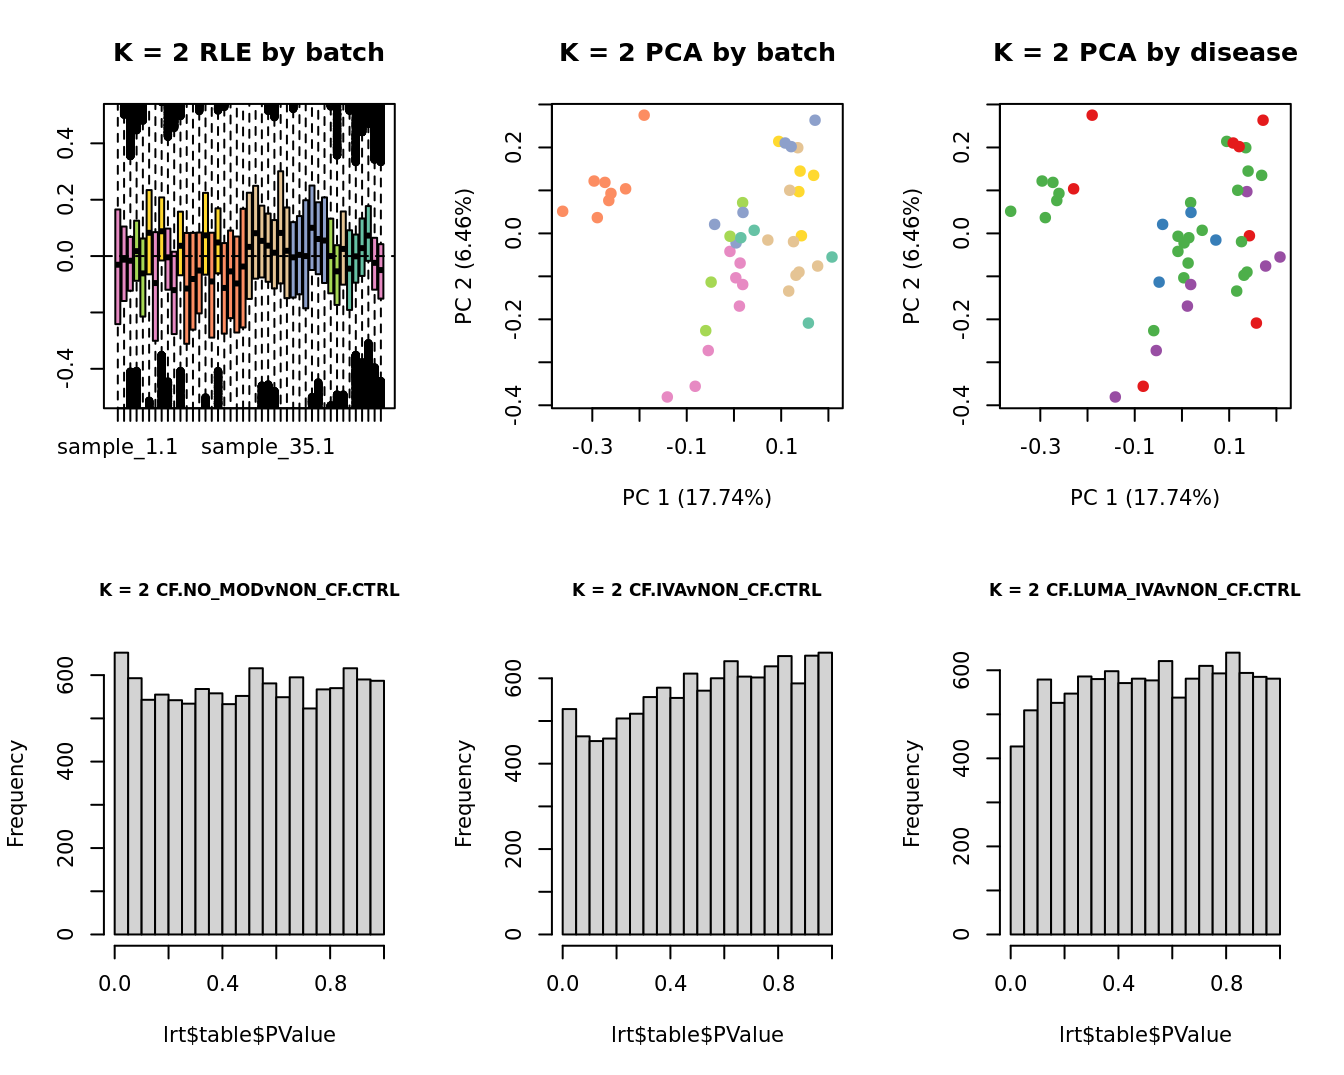 K = 2 RLE by batch
0.4
0.2
0.0
-0.4
sample_1.1 sample_35.1
K = 2 PCA by batch
PC 2 (6.46%)
0.2
0.0
-0.2
-0.4
-0.3 -0.1 0.1
PC 1 (17.74%)
K = 2 PCA by disease
PC 2 (6.46%)
0.2
0.0
-0.2
-0.4
-0.3 -0.1 0.1
PC 1 (17.74%)
K = 2 CF.NO_MODvNON_CF.CTRL
Frequency
600
400
200
0
0.0 0.4 0.8
lrt$table$PValue
K = 2 CF.IVAvNON_CF.CTRL
Frequency
600
400
200
0
0.0 0.4 0.8
lrt$table$PValue
K = 2 CF.LUMA_IVAvNON_CF.CTRL
Frequency
600
400
200
0
0.0 0.4 0.8
lrt$table$PValue